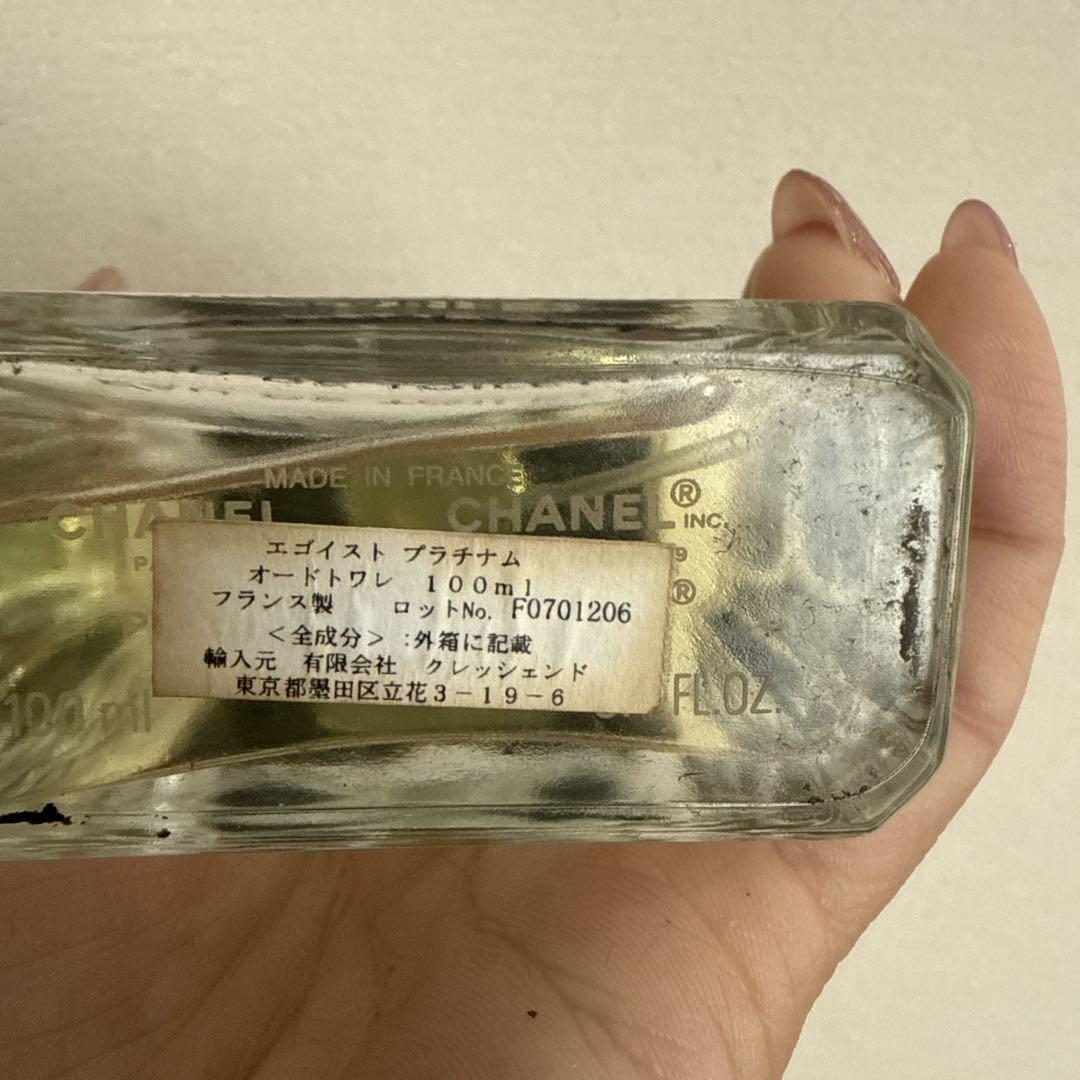 MADE IN FRANCE
CHANEL CHANEL® INC.
エゴイスト プラチナム
オードトワレ 100ml
フランス製 ロットNo. F0701206
<全成分> :外箱に記載
輸入元 有限会社 クレッシェンド
東京都墨田区立花3-19-6
9
®
100 ml FL.OZ.